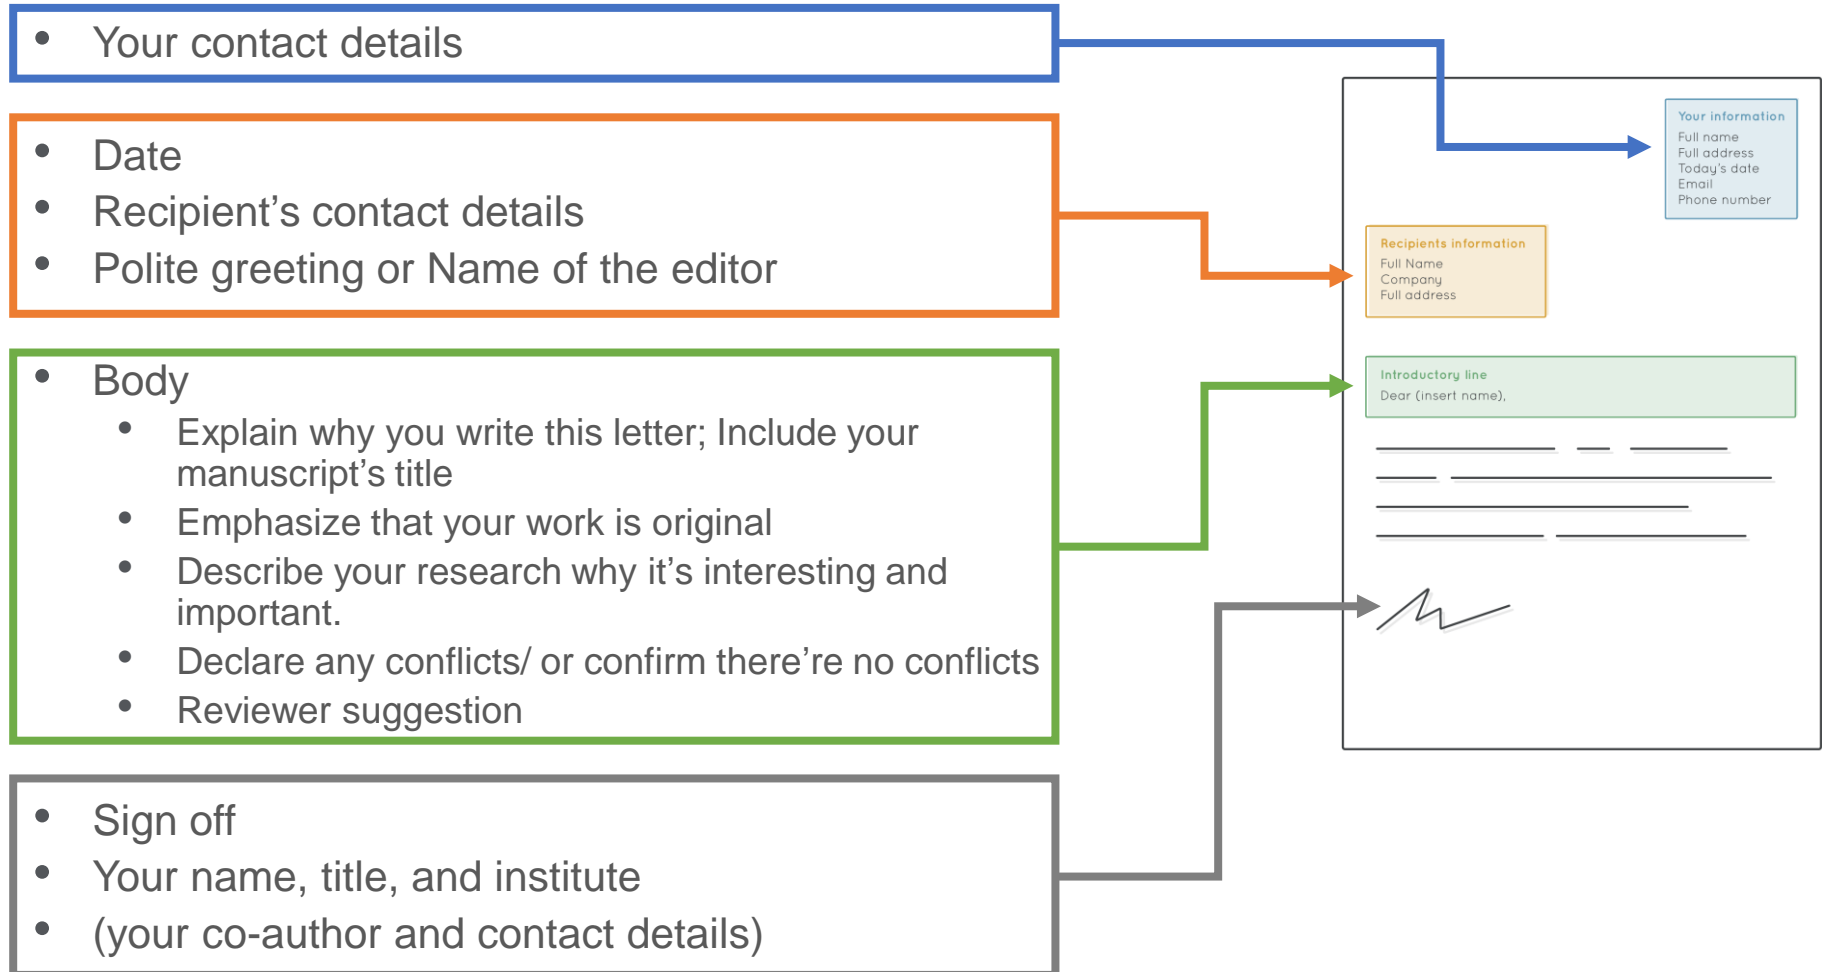 • Your contact details
• Date
• Recipient's contact details
• Polite greeting or Name of the editor
• Body
• Explain why you write this letter; Include your
manuscript's title
• Emphasize that your work is original
• Describe your research why it's interesting and
important.
• Declare any conflicts/ or confirm there're no conflicts
• Reviewer suggestion
• Sign off
• Your name, title, and institute
• (your co-author and contact details)
Your information
Full name
Full address
Today's date
Email
Phone number
Recipients information
Full Name
Company
Full address
Introductory line
Dear (insert name),